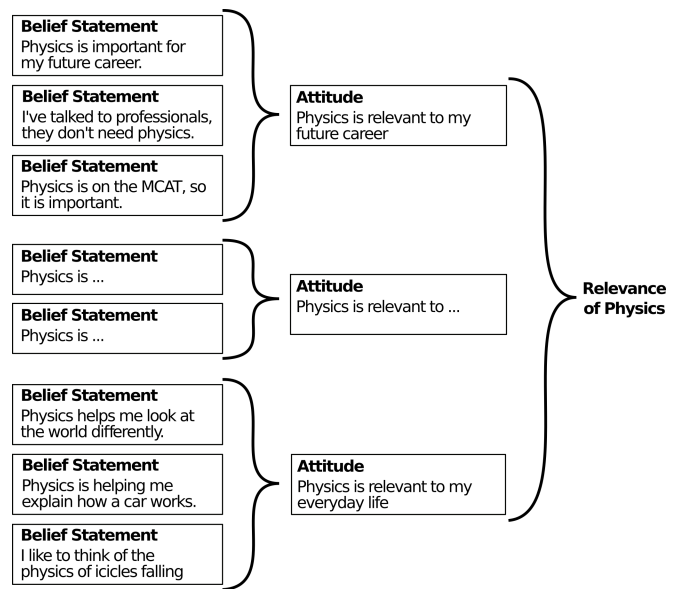 Belief Statement
Physics is important for
my future career.
Belief Statement
I've talked to professionals,
they don't need physics.
Belief Statement
Physics is on the MCAT, so
it is important.
Attitude
Physics is relevant to my
future career
Belief Statement
Physics is ...
Belief Statement
Physics is ...
Attitude
Physics is relevant to ...
Belief Statement
Physics helps me look at
the world differently.
Belief Statement
Physics is helping me
explain how a car works.
Belief Statement
I like to think of the
physics of icicles falling
Attitude
Physics is relevant to my
everyday life
Relevance
of Physics